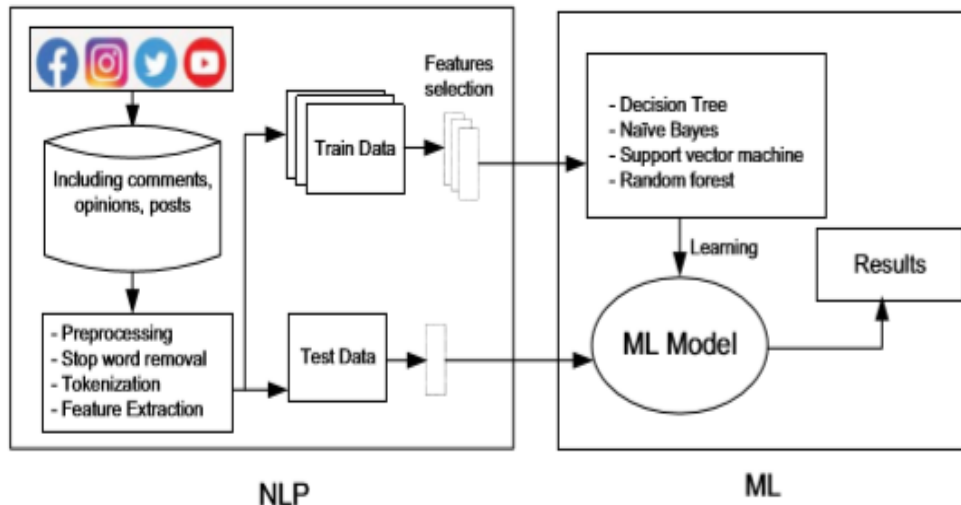 Including comments,
opinions, posts
- Preprocessing
- Stop word removal
- Tokenization
- Feature Extraction
Train Data
Features
selection
Test Data
NLP
- Decision Tree
- Naïve Bayes
- Support vector machine
- Random forest
Learning
ML Model
Results
ML